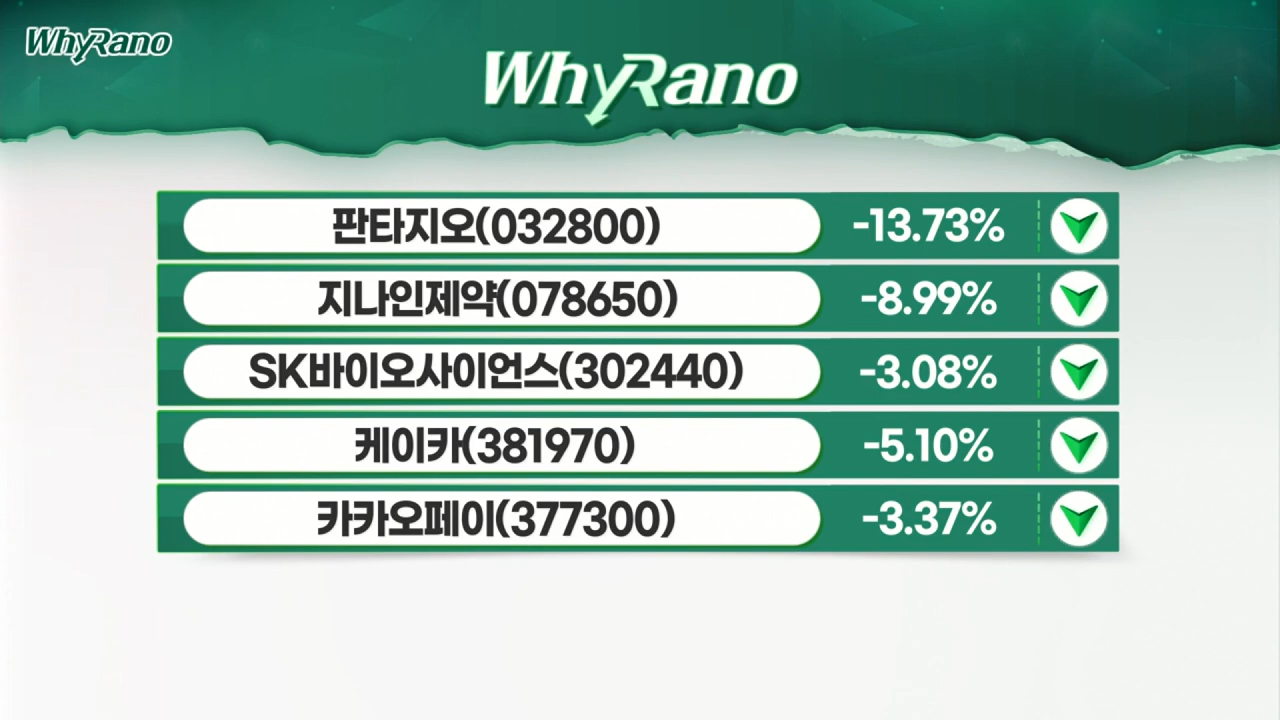 WhyRano
WhyRano
판타지오(032800) -13.73%
지나인제약(078650) -8.99%
SK바이오사이언스(302440) -3.08%
케이카(381970) -5.10%
카카오페이(377300) -3.37%